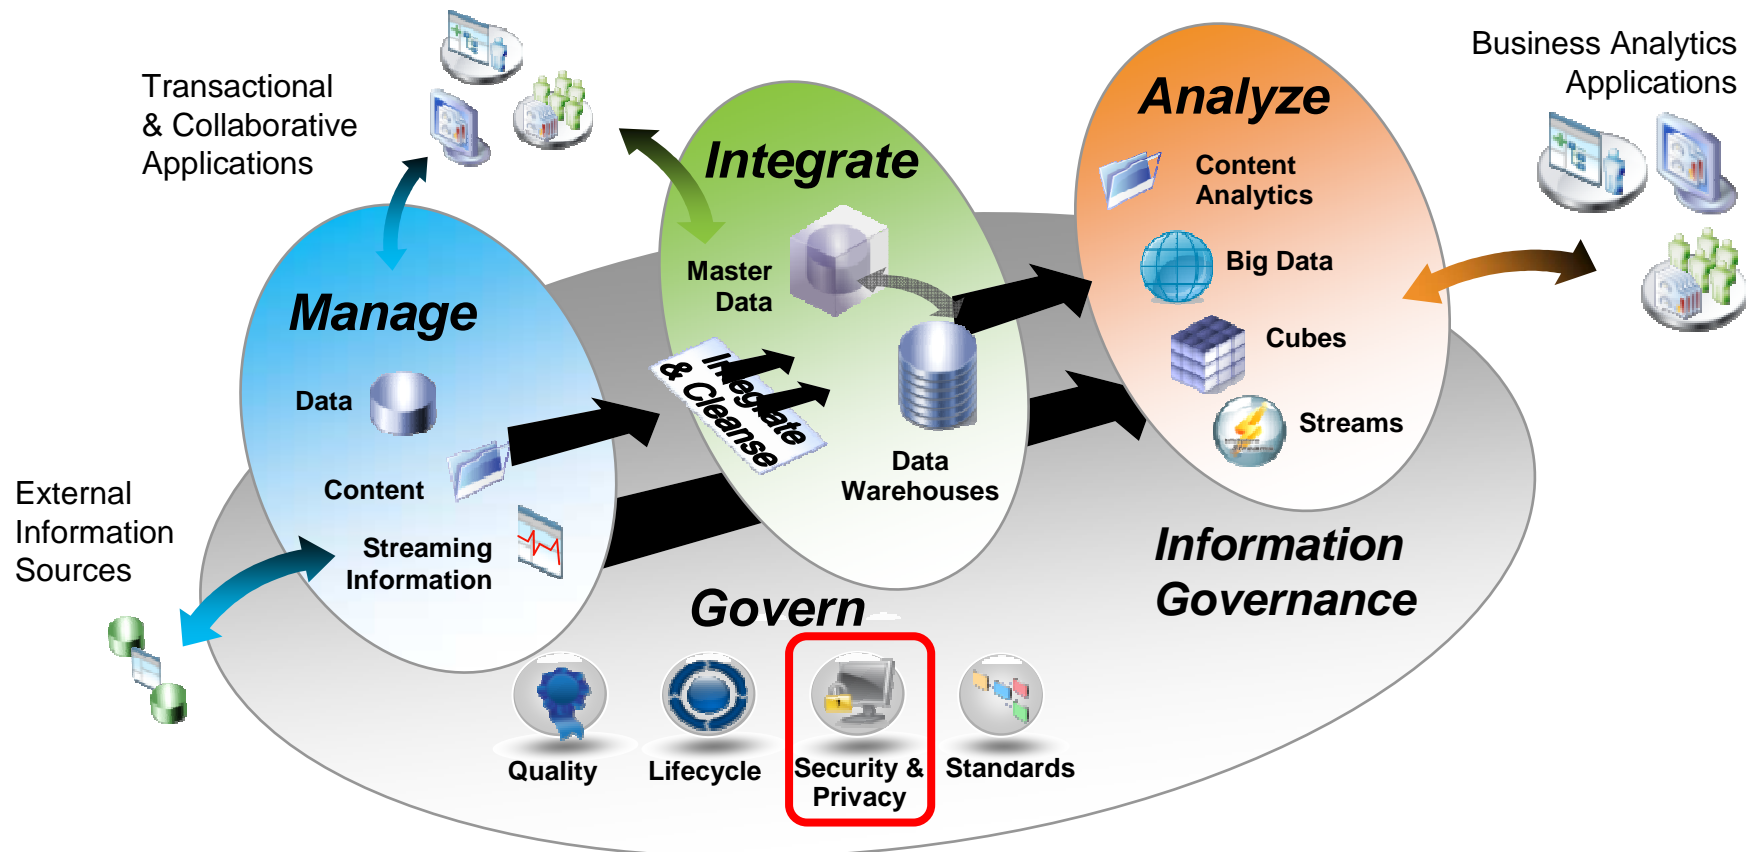 Transactional
& Collaborative
Applications
Business Analytics
Applications
Analyze
Content
Analytics
Big Data
Cubes
Streams
Integrate
Master
Data
Integrate
& Cleanse
Data
Warehouses
Manage
Data
Content
Streaming
Information
External
Information
Sources
Information
Governance
Govern
Quality
Lifecycle
Security &
Privacy
Standards